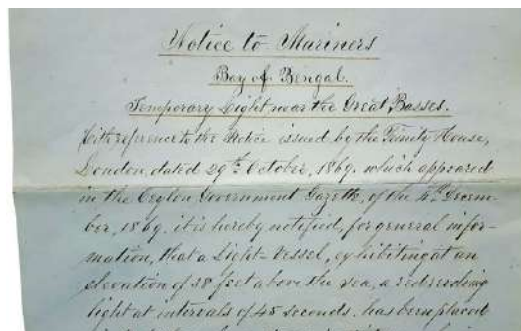 Notice to Mariners
Bay of Bengal.
Temporary Light, near the Great Basses.
With reference to the Notice issued by the Trinity House,
London, dated 29th October, 1869. which appeared
in the Ceylon Government Gazette, of the 4th Decem-
ber, 1869. it is hereby notified, for general infor-
mation, that a Light-Vessel, exhibiting at an
elevation of 38 feet above the sea, a red revolving
light at intervals of 45 seconds. has been placed